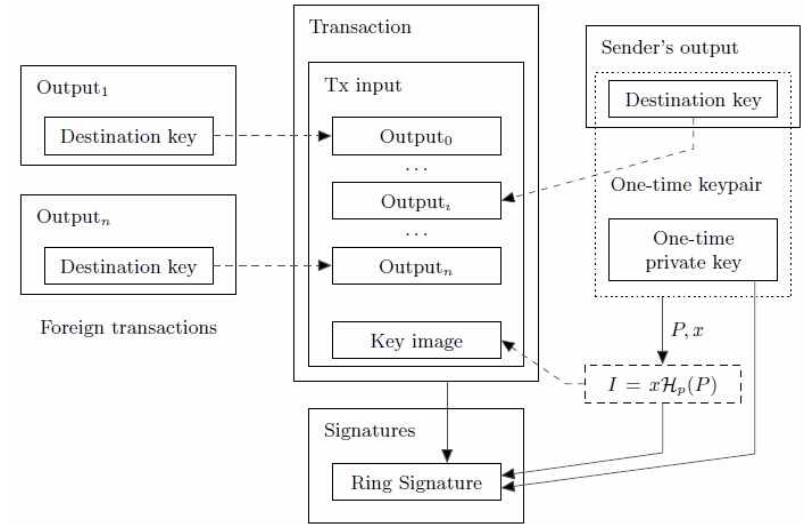 Transaction
Sender's output
Tx input
Output₁
Destination key
Destination key
Output₀
...
Outputᵢ
One-time keypair
Outputₙ
...
Destination key
Outputₙ
One-time
private key
Foreign transactions
Key image
P, x
I = xℋₚ(P)
Signatures
Ring Signature